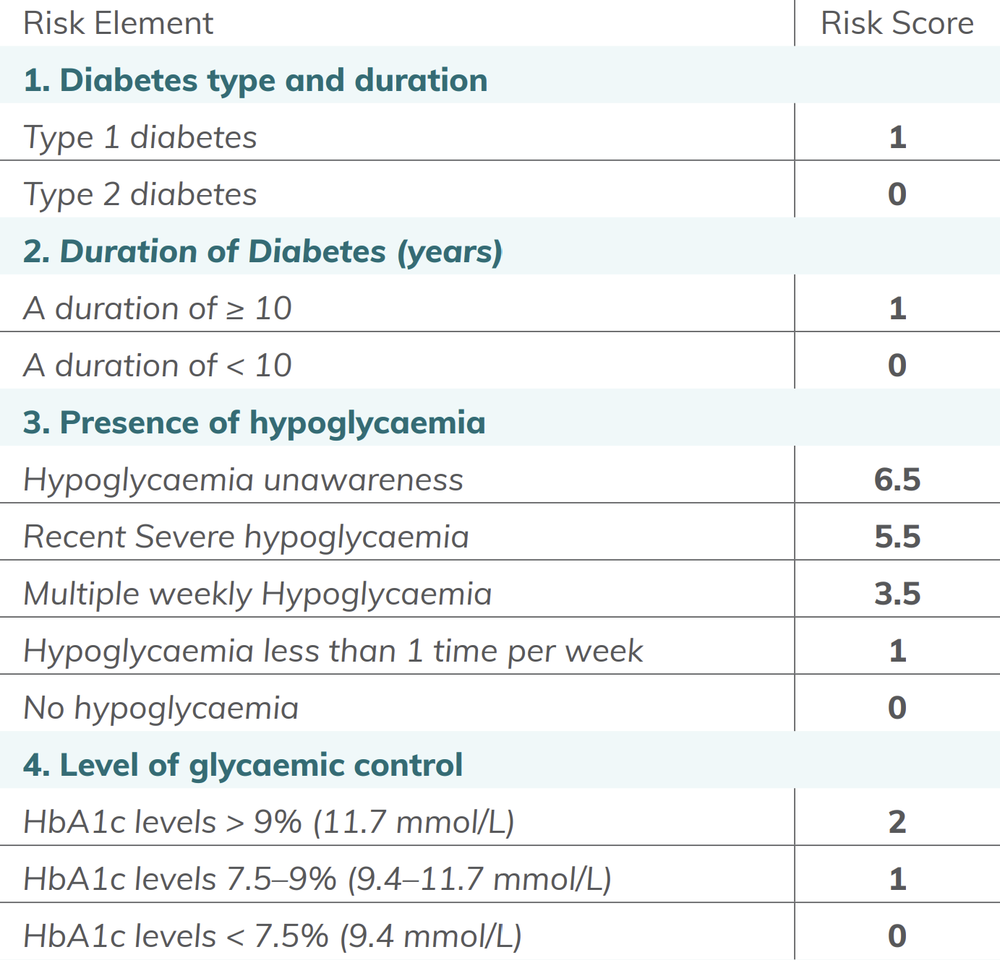 Risk Element Risk Score
1. Diabetes type and duration
Type 1 diabetes 1
Type 2 diabetes 0
2. Duration of Diabetes (years)
A duration of ≥ 10 1
A duration of < 10 0
3. Presence of hypoglycaemia
Hypoglycaemia unawareness 6.5
Recent Severe hypoglycaemia 5.5
Multiple weekly Hypoglycaemia 3.5
Hypoglycaemia less than 1 time per week 1
No hypoglycaemia 0
4. Level of glycaemic control
HbA1c levels > 9% (11.7 mmol/L) 2
HbA1c levels 7.5–9% (9.4–11.7 mmol/L) 1
HbA1c levels < 7.5% (9.4 mmol/L) 0